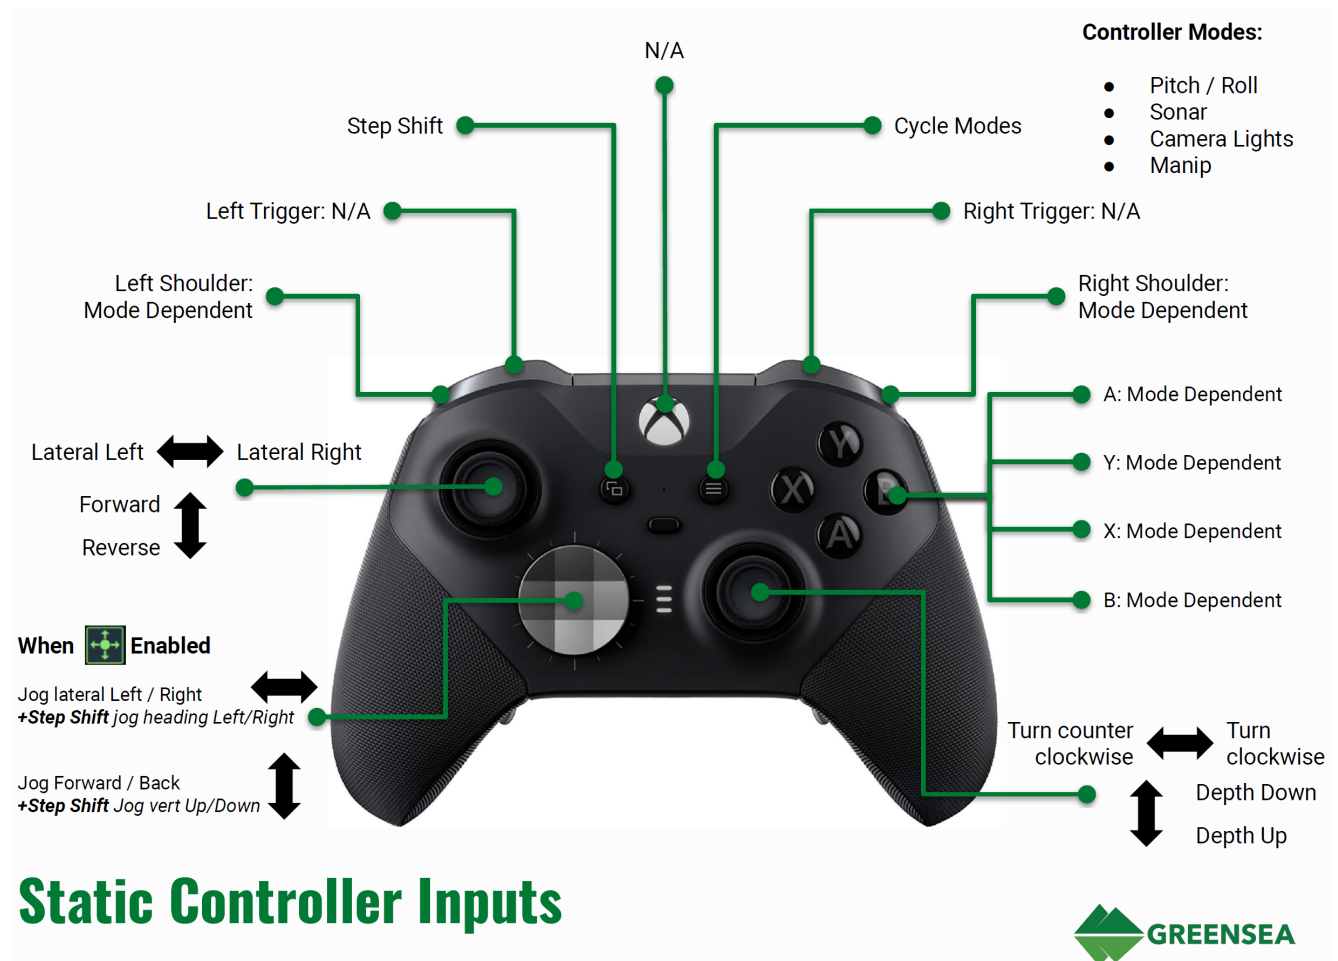 Controller Modes:
● Pitch / Roll
● Sonar
● Camera Lights
● Manip
N/A
Step Shift
Cycle Modes
Left Trigger: N/A
Right Trigger: N/A
Left Shoulder:
Mode Dependent
Right Shoulder:
Mode Dependent
A: Mode Dependent
Y: Mode Dependent
X: Mode Dependent
B: Mode Dependent
Lateral Left
Lateral Right
Forward
Reverse
Y
X
B
A
When Enabled
Jog lateral Left / Right
+Step Shift jog heading Left/Right
Jog Forward / Back
+Step Shift Jog vert Up/Down
Turn counter
clockwise
Turn
clockwise
Depth Down
Depth Up
Static Controller Inputs
GREENSEA